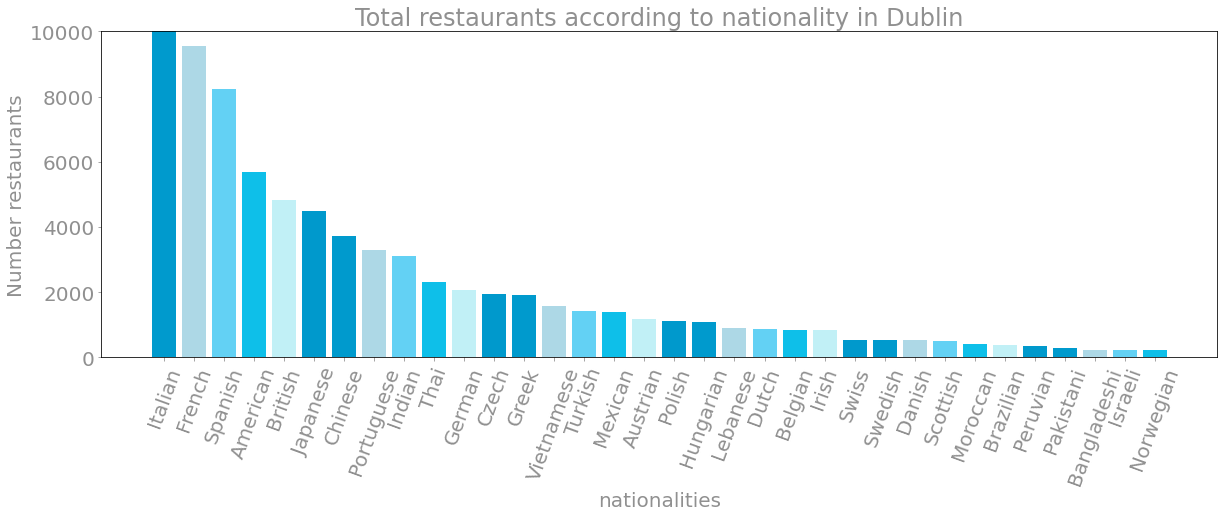 Total restaurants according to nationality in Dublin
Number restaurants
10000
8000
6000
4000
2000
0
Italian
French
Spanish
American
British
Japanese
Chinese
Portuguese
Indian
Thai
German
Czech
Greek
Vietnamese
Turkish
Mexican
Austrian
Polish
Hungarian
Lebanese
Dutch
Belgian
Irish
Swiss
Swedish
Danish
Scottish
Moroccan
Brazilian
Peruvian
Pakistani
Bangladeshi
Israeli
Norwegian
nationalities